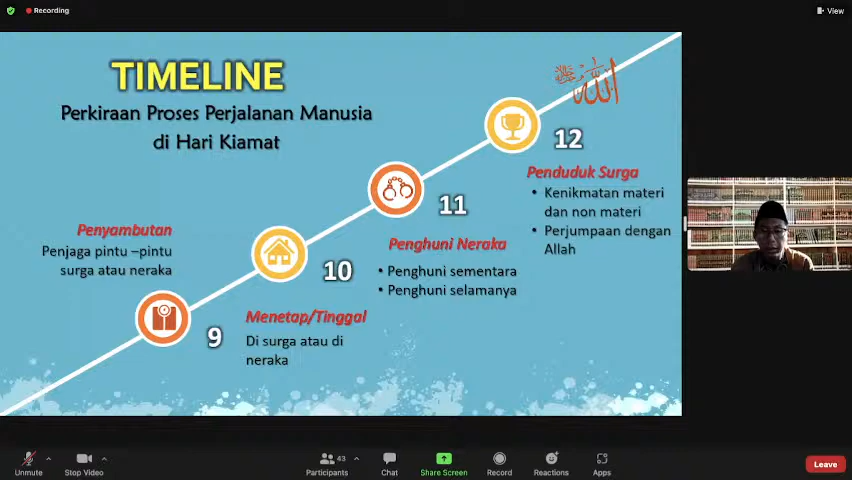 Recording
View
TIMELINE
Perkiraan Proses Perjalanan Manusia
di Hari Kiamat
الله
12
Penduduk Surga
• Kenikmatan materi
dan non materi
• Perjumpaan dengan
Allah
11
Penghuni Neraka
• Penghuni sementara
• Penghuni selamanya
10
Menetap/Tinggal
Di surga atau di
neraka
Penyambutan
Penjaga pintu –pintu
surga atau neraka
9
Unmute
Stop Video
Participants
43
Chat
Share Screen
Record
Reactions
Apps
Leave